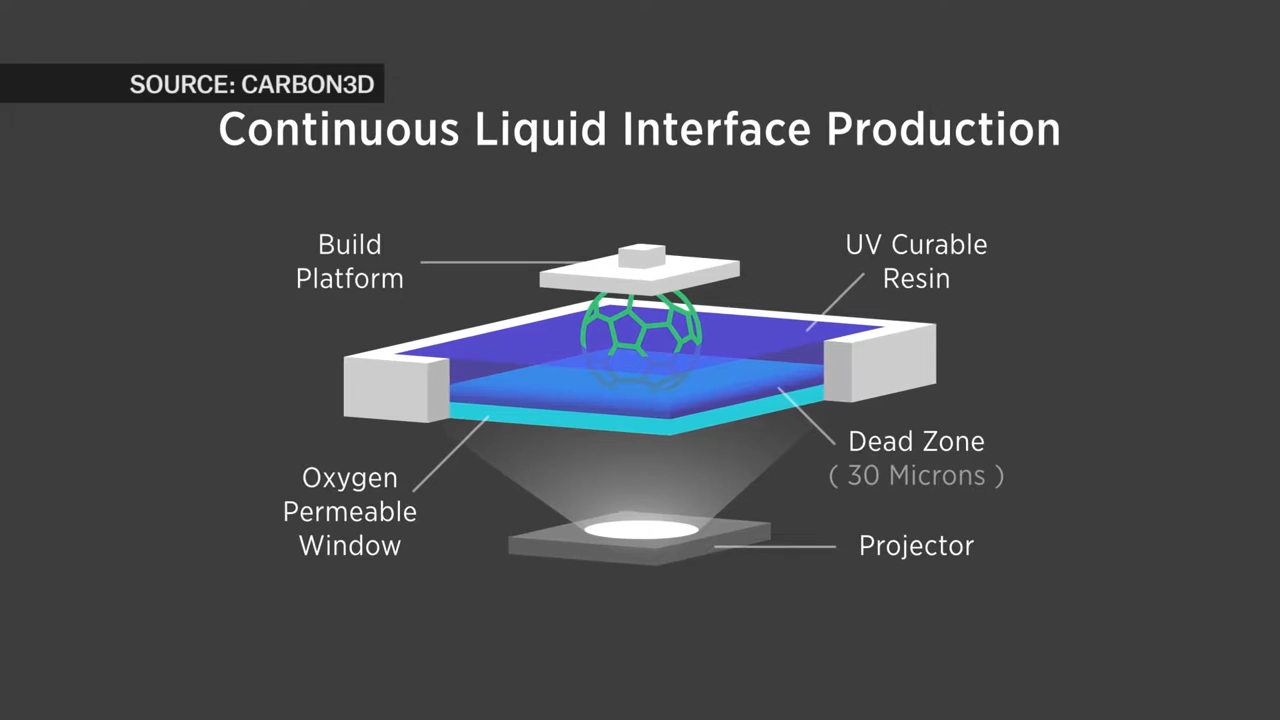 SOURCE: CARBON3D
Continuous Liquid Interface Production
Build
Platform
UV Curable
Resin
Oxygen
Permeable
Window
Dead Zone
( 30 Microns )
Projector